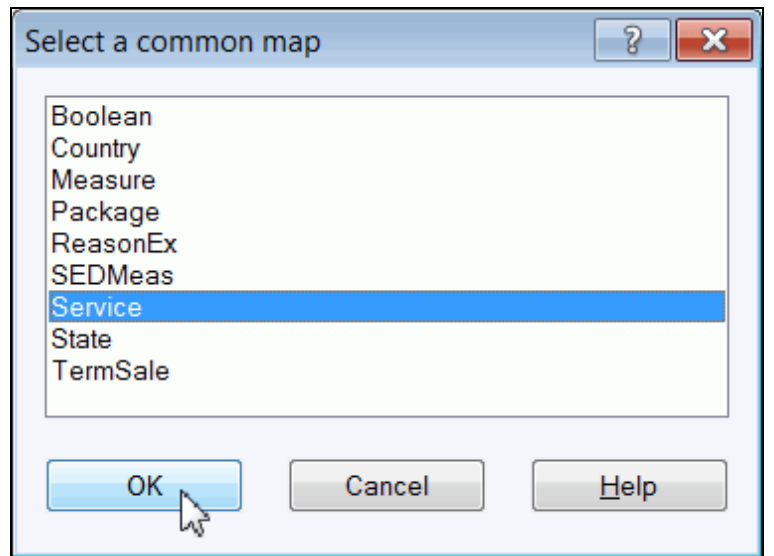 Select a common map
?
Boolean
Country
Measure
Package
ReasonEx
SEDMeas
Service
State
TermSale
OK
Cancel
Help